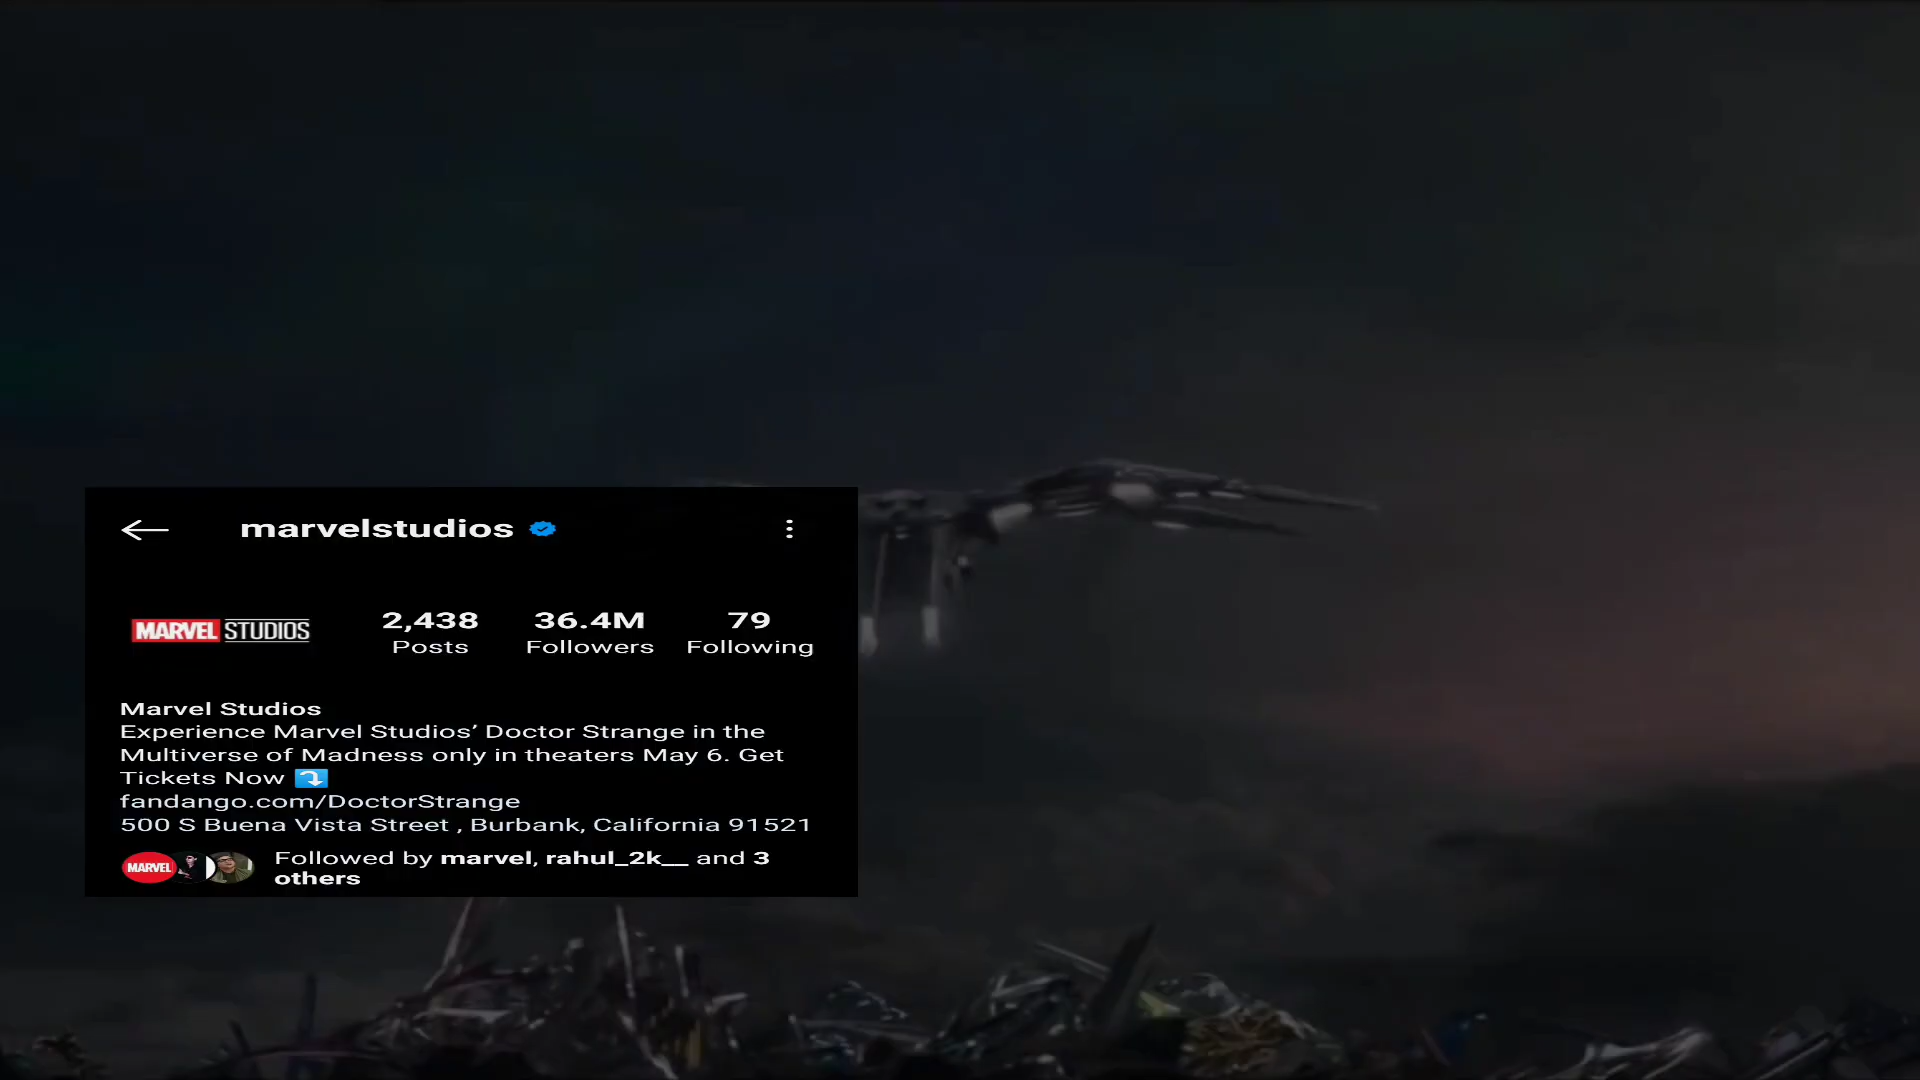 marvelstudios
MARVEL STUDIOS
2,438 36.4M 79
Posts Followers Following
Marvel Studios
Experience Marvel Studios’ Doctor Strange in the
Multiverse of Madness only in theaters May 6. Get
Tickets Now ⤵️
fandango.com/DoctorStrange
500 S Buena Vista Street , Burbank, California 91521
MARVEL
Followed by marvel, rahul_2k__ and 3
others